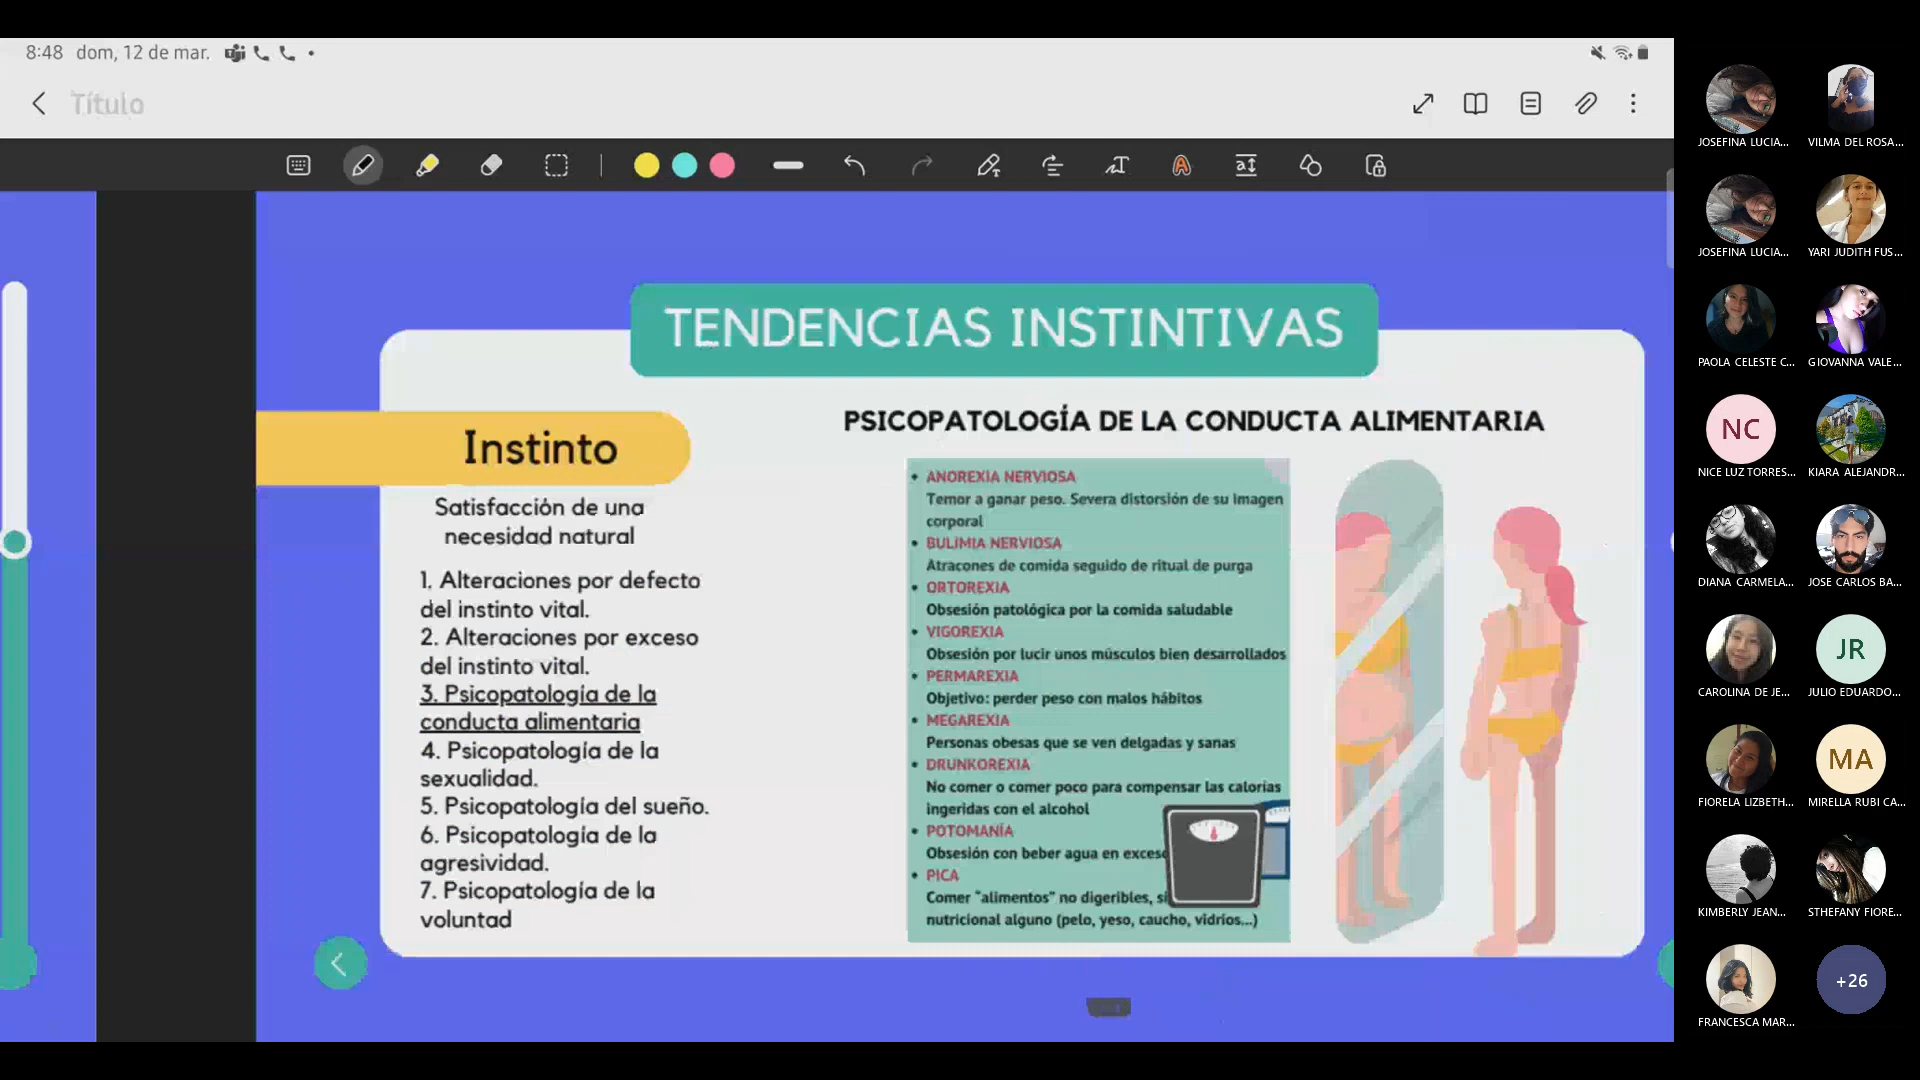 8:48 dom, 12 de mar.
Título
TENDENCIAS INSTINTIVAS
Instinto
Satisfacción de una
necesidad natural
1. Alteraciones por defecto
del instinto vital.
2. Alteraciones por exceso
del instinto vital.
3. Psicopatología de la
conducta alimentaria
4. Psicopatología de la
sexualidad.
5. Psicopatología del sueño.
6. Psicopatología de la
agresividad.
7. Psicopatología de la
voluntad
PSICOPATOLOGÍA DE LA CONDUCTA ALIMENTARIA
• ANOREXIA NERVIOSA
Temor a ganar peso. Severa distorsión de su imagen
corporal
• BULIMIA NERVIOSA
Atracones de comida seguido de ritual de purga
• ORTOREXIA
Obsesión patológica por la comida saludable
• VIGOREXIA
Obsesión por lucir unos músculos bien desarrollados
• PERMAREXIA
Objetivo: perder peso con malos hábitos
• MEGAREXIA
Personas obesas que se ven delgadas y sanas
• DRUNKOREXIA
No comer o comer poco para compensar las calorías
ingeridas con el alcohol
• POTOMANÍA
Obsesión con beber agua en exceso
• PICA
Comer "alimentos" no digeribles, si
nutricional alguno (pelo, yeso, caucho, vidrios...)
JOSEFINA LUCIA...
VILMA DEL ROSA...
JOSEFINA LUCIA...
YARI JUDITH FUS...
PAOLA CELESTE C...
GIOVANNA VALE...
NC
NICE LUZ TORRES...
KIARA ALEJANDR...
DIANA CARMELA...
JOSE CARLOS BA...
CAROLINA DE JE...
JR
JULIO EDUARDO...
FIORELA LIZBETH...
MA
MIRELLA RUBI CA...
KIMBERLY JEAN...
STHEFANY FIORE...
FRANCESCA MAR...
+26